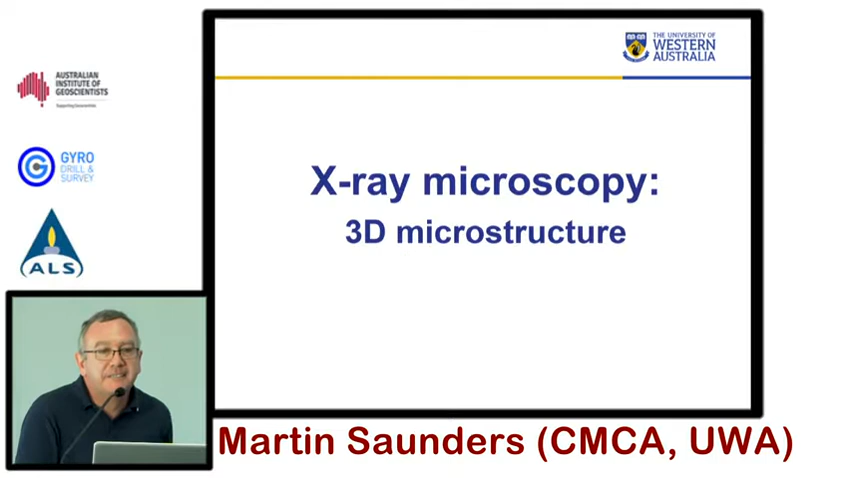 AUSTRALIAN
INSTITUTE OF
GEOSCIENTISTS
Supporting Geoscientists
GYRO
DRILL &
SURVEY
ALS
THE UNIVERSITY OF
WESTERN
AUSTRALIA
X-ray microscopy:
3D microstructure
Martin Saunders (CMCA, UWA)